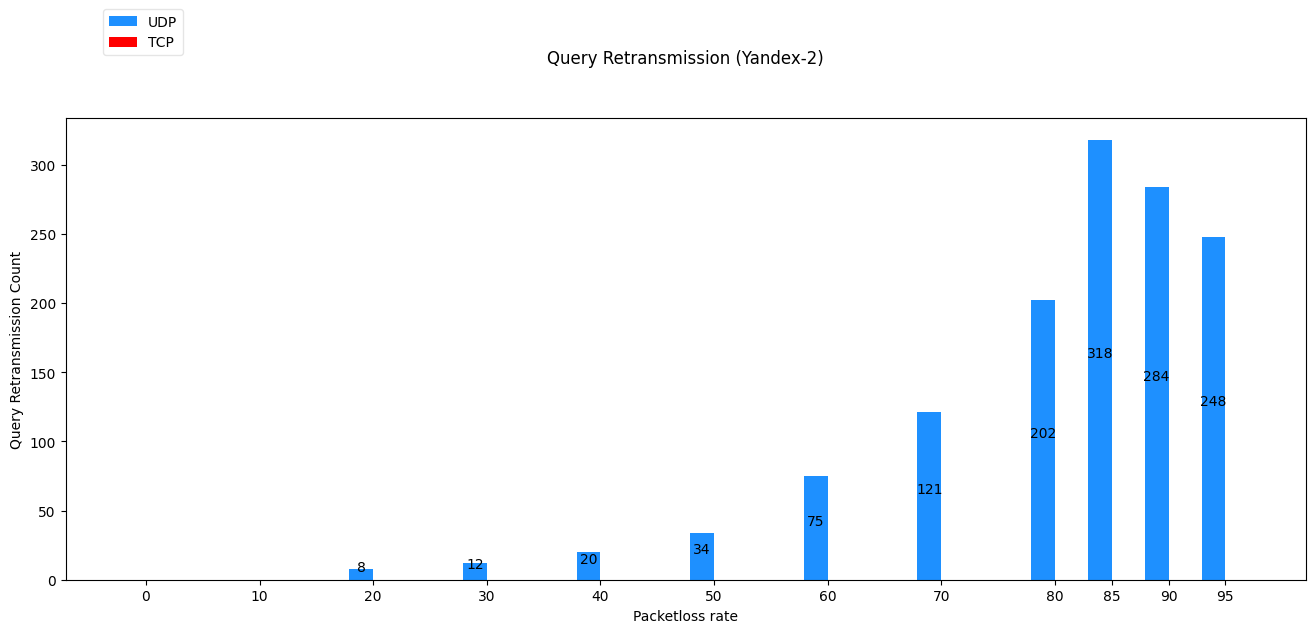 UDP
TCP
Query Retransmission (Yandex-2)
Query Retransmission Count
300
250
200
150
100
50
0
8
12
20
34
75
121
202
318
284
248
0 10 20 30 40 50 60 70 80 85 90 95
Packetloss rate